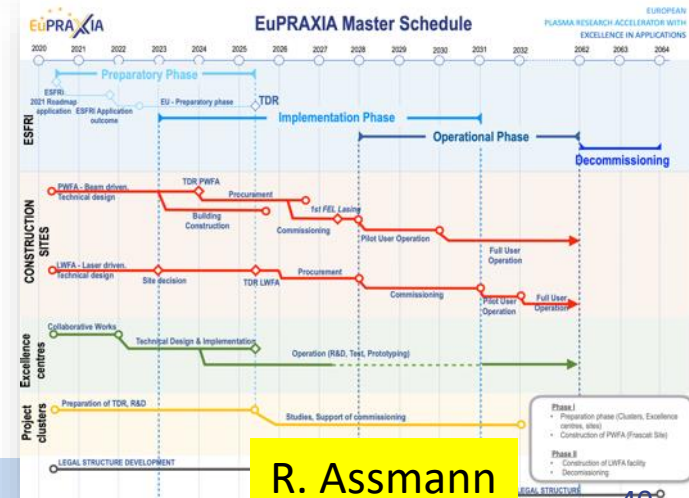 EuPRAXIA
EuPRAXIA Master Schedule
EUROPEAN
PLASMA RESEARCH ACCELERATOR WITH
EXCELLENCE IN APPLICATIONS
2020 2021 2022 2023 2024 2025 2026 2027 2028 2029 2030 2031 2032 2062 2063 2064
ESFRI
Preparatory Phase
ESFRI
2021 Roadmap
application
ESFRI Application
outcome
EU - Preparatory phase
TDR
Implementation Phase
Operational Phase
Decommissioning
CONSTRUCTION
SITES
PWFA - Beam driven.
Technical design
TDR PWFA
Procurement
Building
Construction
1st FEL Lasing
Commissioning
Pilot User Operation
Full User
Operation
LWFA - Laser driven.
Technical design
Site decision
TDR LWFA
Procurement
Commissioning
Pilot User
Operation
Full User
Operation
Excellence
centres
Collaborative Works
Technical Design & Implementation
Operation (R&D, Test, Prototyping)
Project
clusters
Preparation of TDR, R&D
Studies, Support of commissioning
Phase I
• Preparation phase (Clusters, Excellence
centres, sites)
• Construction of PWFA (Frascati Site)
Phase II
• Construction of LWFA facility
• Decomissioning
LEGAL STRUCTURE DEVELOPMENT
R. Assmann
LEGAL STRUCTURE